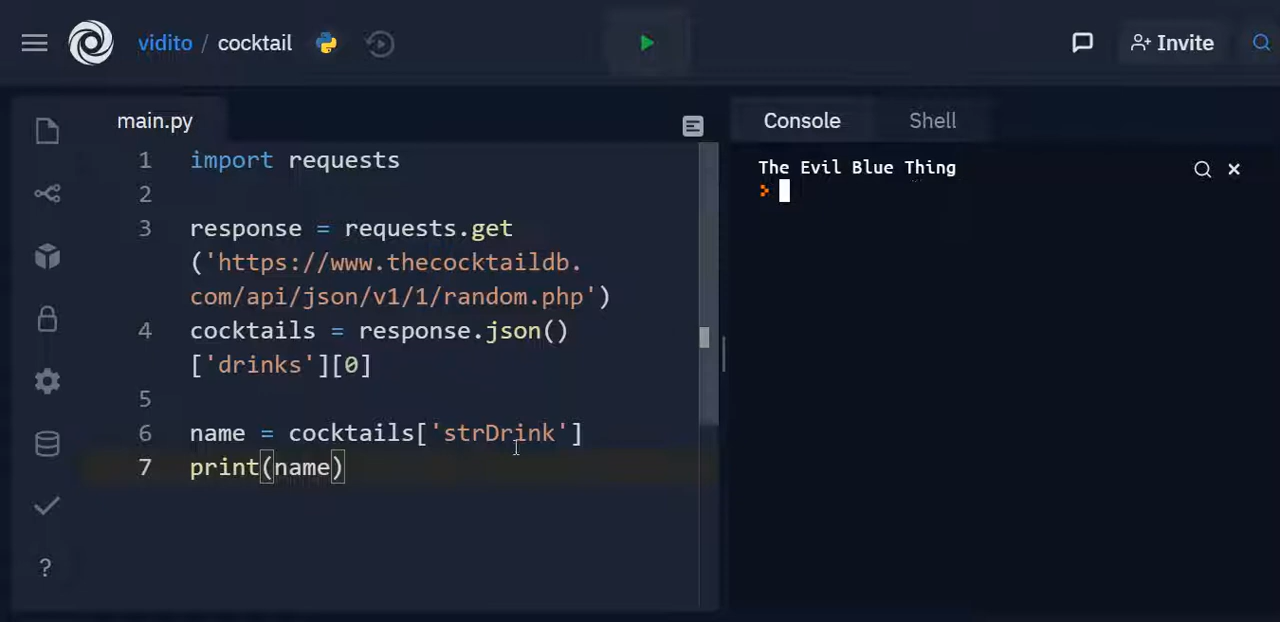 vidito / cocktail
Invite
main.py
Console
Shell
1 import requests
2
3 response = requests.get
('https://www.thecocktaildb.
com/api/json/v1/1/random.php')
4 cocktails = response.json()
['drinks'][0]
5
6 name = cocktails['strDrink']
7 print(name)
?
The Evil Blue Thing